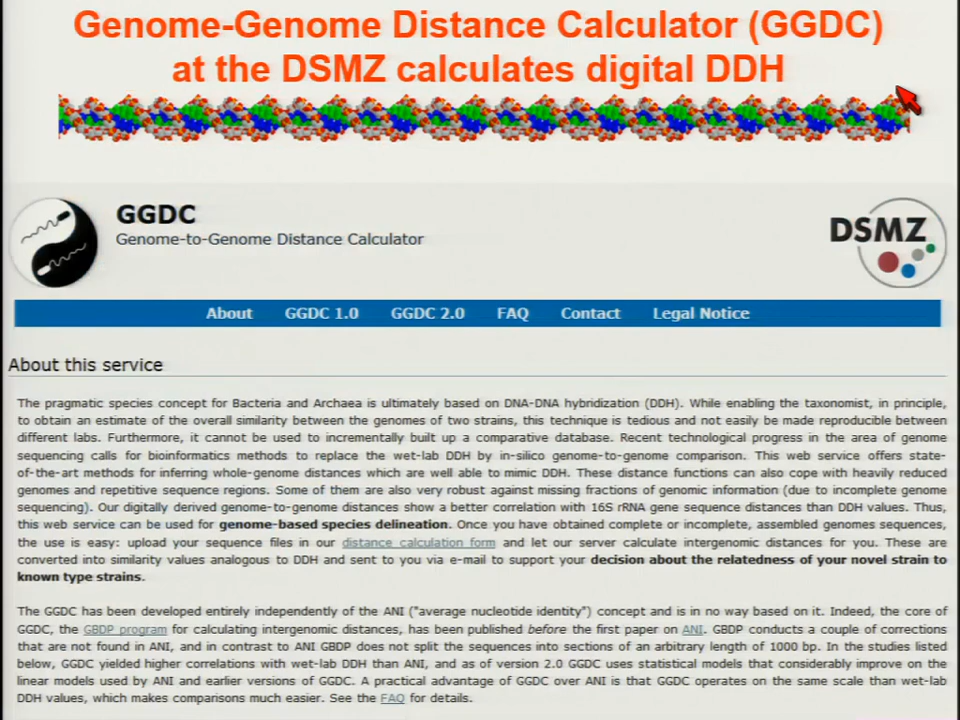 Genome-Genome Distance Calculator (GGDC)
at the DSMZ calculates digital DDH
GGDC
Genome-to-Genome Distance Calculator
DSMZ
About GGDC 1.0 GGDC 2.0 FAQ Contact Legal Notice
About this service
The pragmatic species concept for Bacteria and Archaea is ultimately based on DNA-DNA hybridization (DDH). While enabling the taxonomist, in principle,
to obtain an estimate of the overall similarity between the genomes of two strains, this technique is tedious and not easily be made reproducible between
different labs. Furthermore, it cannot be used to incrementally built up a comparative database. Recent technological progress in the area of genome
sequencing calls for bioinformatics methods to replace the wet-lab DDH by in-silico genome-to-genome comparison. This web service offers state-
of-the-art methods for inferring whole-genome distances which are well able to mimic DDH. These distance functions can also cope with heavily reduced
genomes and repetitive sequence regions. Some of them are also very robust against missing fractions of genomic information (due to incomplete genome
sequencing). Our digitally derived genome-to-genome distances show a better correlation with 16S rRNA gene sequence distances than DDH values. Thus,
this web service can be used for genome-based species delineation. Once you have obtained complete or incomplete, assembled genomes sequences,
the use is easy: upload your sequence files in our distance calculation form and let our server calculate intergenomic distances for you. These are
converted into similarity values analogous to DDH and sent to you via e-mail to support your decision about the relatedness of your novel strain to
known type strains.
The GGDC has been developed entirely independently of the ANI ("average nucleotide identity") concept and is in no way based on it. Indeed, the core of
GGDC, the GBDP program for calculating intergenomic distances, has been published before the first paper on ANI. GBDP conducts a couple of corrections
that are not found in ANI, and in contrast to ANI GBDP does not split the sequences into sections of an arbitrary length of 1000 bp. In the studies listed
below, GGDC yielded higher correlations with wet-lab DDH than ANI, and as of version 2.0 GGDC uses statistical models that considerably improve on the
linear models used by ANI and earlier versions of GGDC. A practical advantage of GGDC over ANI is that GGDC operates on the same scale than wet-lab
DDH values, which makes comparisons much easier. See the FAQ for details.